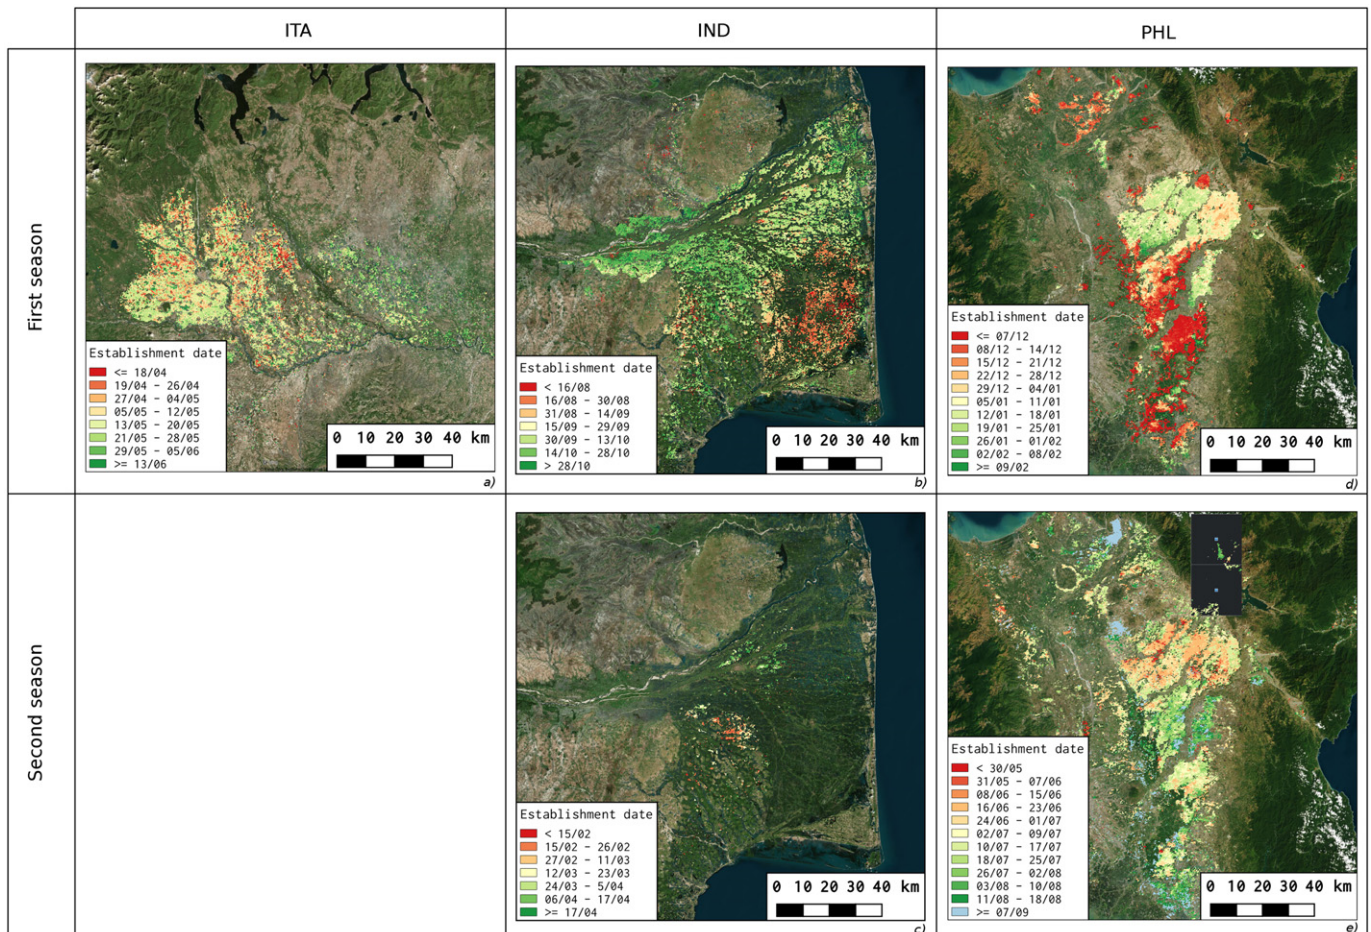 ITA
IND
PHL
First season
Establishment date
<= 18/04
19/04 - 26/04
27/04 - 04/05
05/05 - 12/05
13/05 - 20/05
21/05 - 28/05
29/05 - 05/06
>= 13/06
0 10 20 30 40 km
a)
Establishment date
< 16/08
16/08 - 30/08
31/08 - 14/09
15/09 - 29/09
30/09 - 13/10
14/10 - 28/10
> 28/10
0 10 20 30 40 km
b)
Establishment date
<= 07/12
08/12 - 14/12
15/12 - 21/12
22/12 - 28/12
29/12 - 04/01
05/01 - 11/01
12/01 - 18/01
19/01 - 25/01
26/01 - 01/02
02/02 - 08/02
>= 09/02
0 10 20 30 40 km
d)
Second season
Establishment date
< 15/02
15/02 - 26/02
27/02 - 11/03
12/03 - 23/03
24/03 - 5/04
06/04 - 17/04
>= 17/04
0 10 20 30 40 km
c)
Establishment date
< 30/05
31/05 - 07/06
08/06 - 15/06
16/06 - 23/06
24/06 - 01/07
02/07 - 09/07
10/07 - 17/07
18/07 - 25/07
26/07 - 02/08
03/08 - 10/08
11/08 - 18/08
>= 07/09
0 10 20 30 40 km
e)